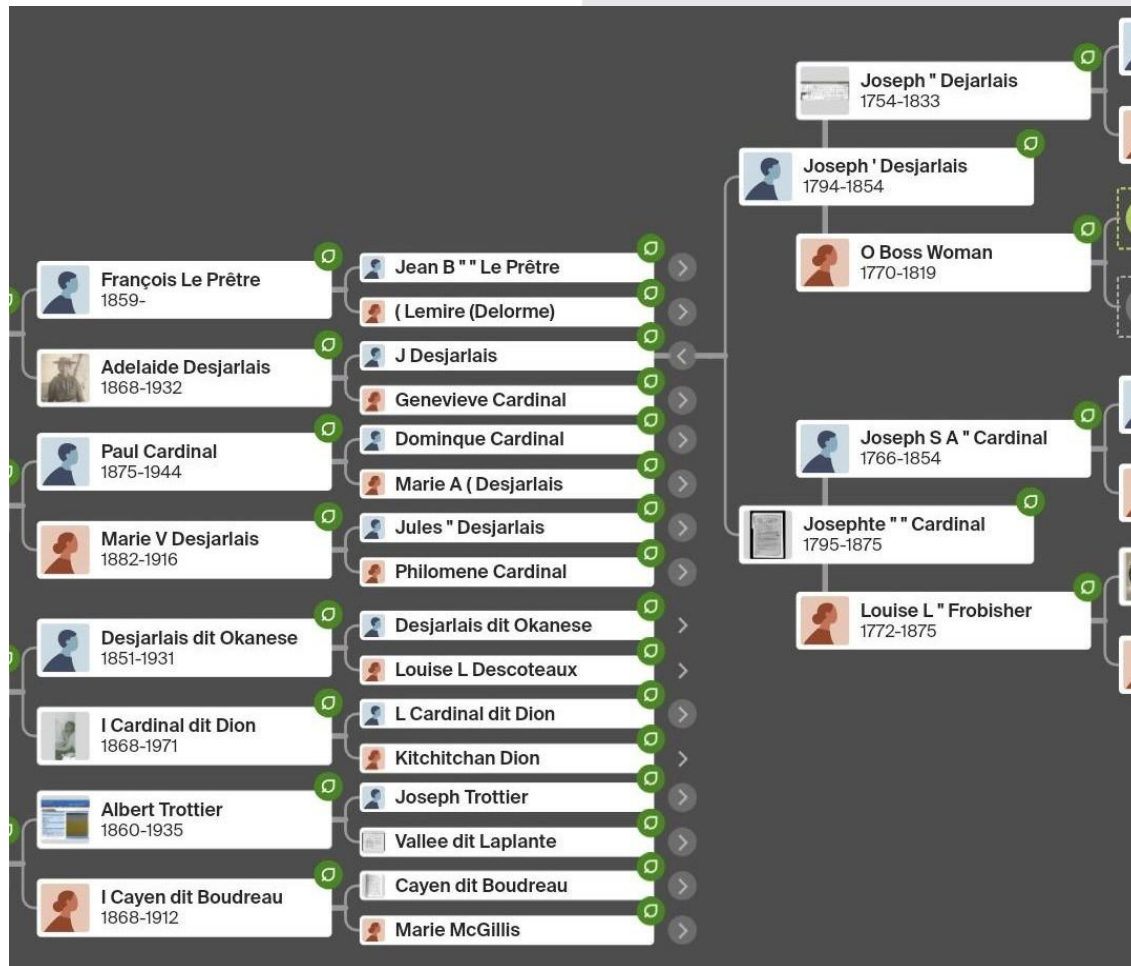 François Le Prêtre
1859-
Adelaide Desjarlais
1868-1932
Paul Cardinal
1875-1944
Marie V Desjarlais
1882-1916
Desjarlais dit Okanese
1851-1931
I Cardinal dit Dion
1868-1971
Albert Trottier
1860-1935
I Cayen dit Boudreau
1868-1912
Jean B " " Le Prêtre
( Lemire (Delorme)
J Desjarlais
Genevieve Cardinal
Dominque Cardinal
Marie A ( Desjarlais
Jules " Desjarlais
Philomene Cardinal
Desjarlais dit Okanese
Louise L Descoteaux
L Cardinal dit Dion
Kitchitchan Dion
Joseph Trottier
Vallee dit Laplante
Cayen dit Boudreau
Marie McGillis
Joseph " Dejarlais
1754-1833
Joseph ' Desjarlais
1794-1854
O Boss Woman
1770-1819
Joseph S A " Cardinal
1766-1854
Josephte " " Cardinal
1795-1875
Louise L " Frobisher
1772-1875